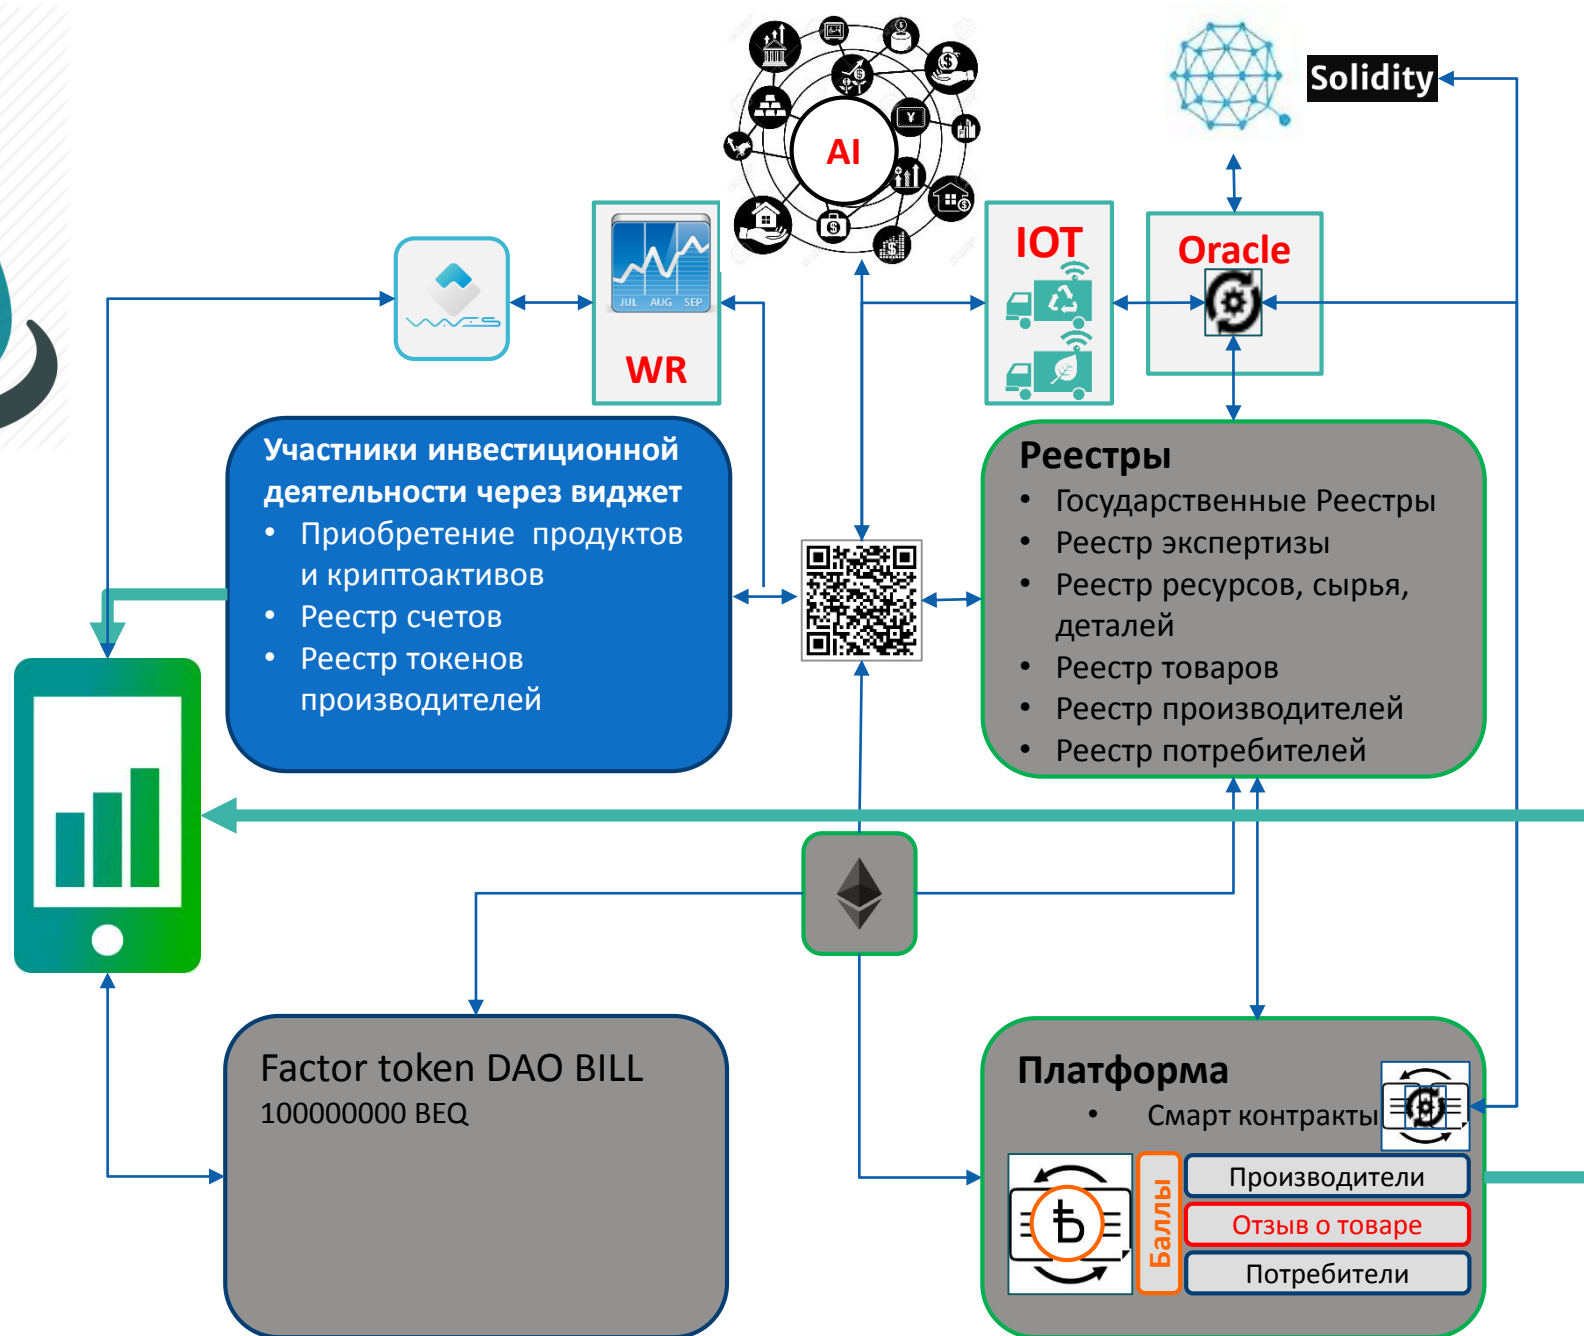 Solidity
AI
IOT
Oracle
JUL AUG SEP
WAVES
WR
Участники инвестиционной
деятельности через виджет
• Приобретение продуктов
и криптоактивов
• Реестр счетов
• Реестр токенов
производителей
Реестры
• Государственные Реестры
• Реестр экспертизы
• Реестр ресурсов, сырья,
деталей
• Реестр товаров
• Реестр производителей
• Реестр потребителей
Factor token DAO BILL
100000000 BEQ
Платформа
• Смарт контракты
Ѣ
Баллы
Производители
Отзыв о товаре
Потребители